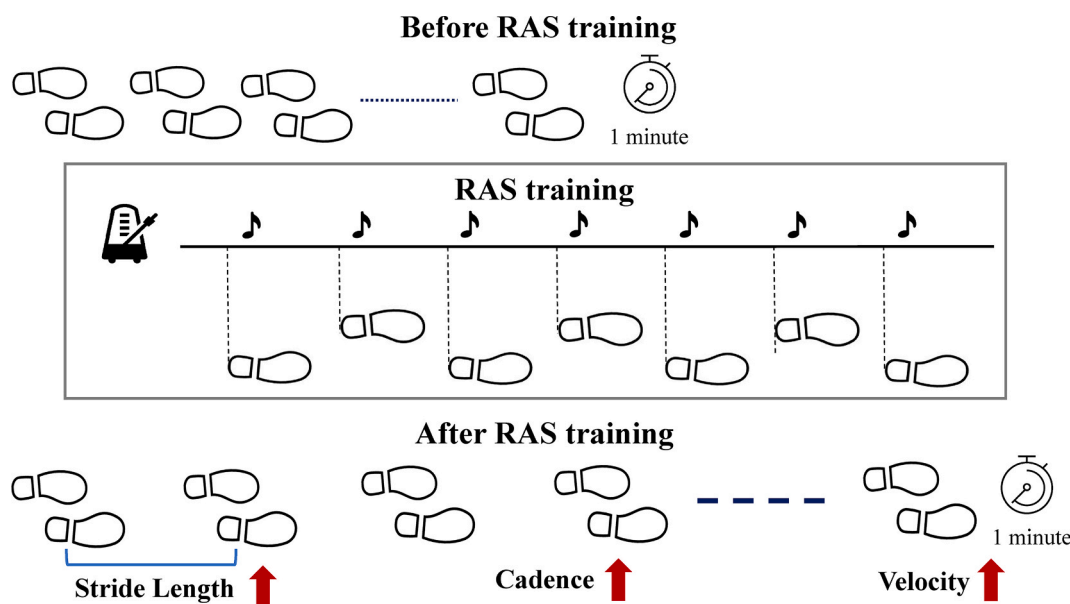 Before RAS training
1 minute
RAS training
After RAS training
1 minute
Stride Length
Cadence
Velocity